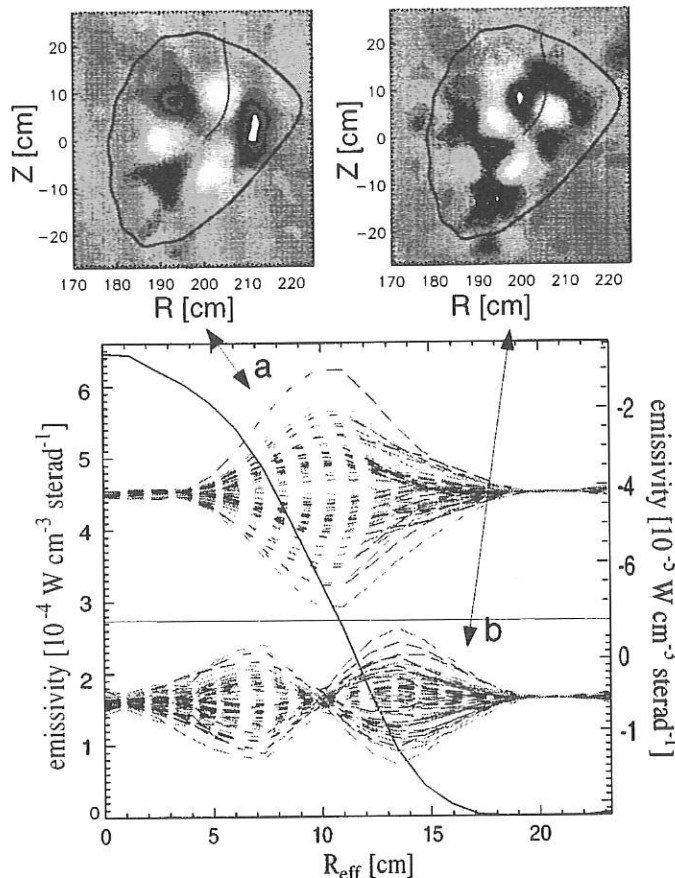 20
10
0
-10
-20
Z [cm]
170 180 190 200 210 220
R [cm]
20
10
0
-10
-20
Z [cm]
170 180 190 200 210 220
R [cm]
a
b
6
5
4
3
2
1
0
emissivity [10⁻⁴ W cm⁻³ sterad⁻¹]
-2
-4
-6
0
-1
emissivity [10⁻⁵ W cm⁻³ sterad⁻¹]
0 5 10 15 20
R_eff [cm]